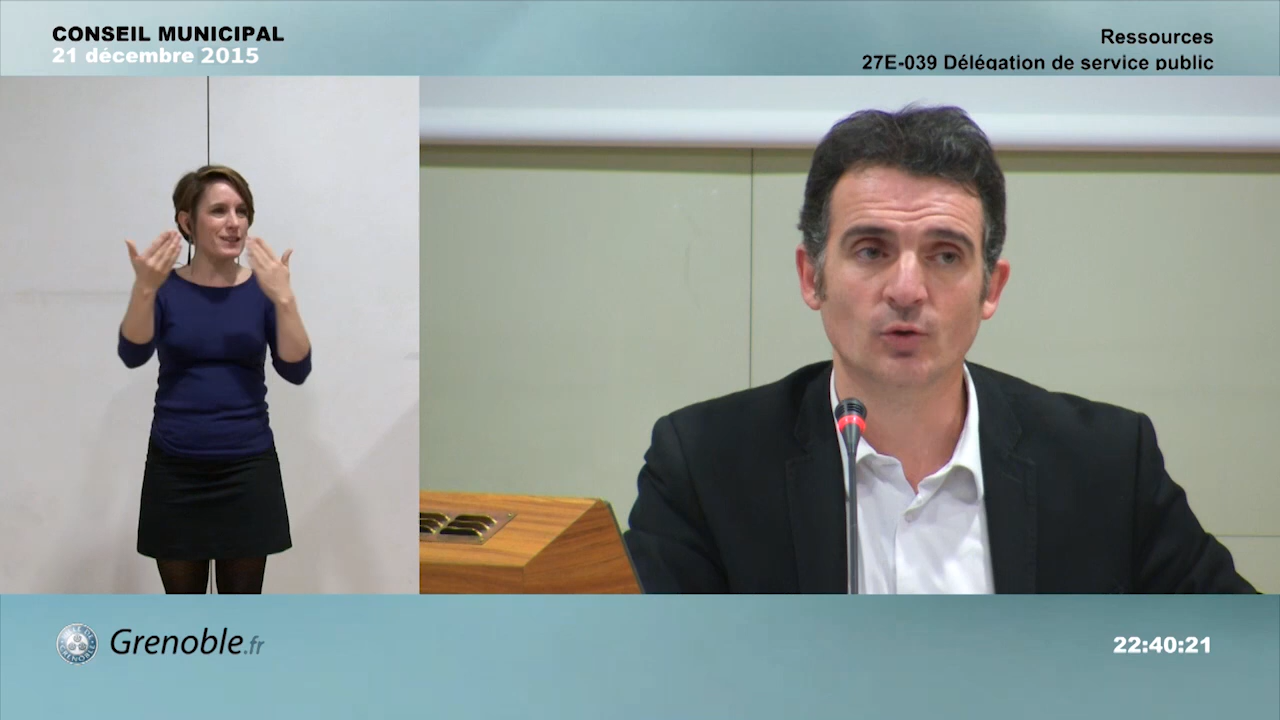 CONSEIL MUNICIPAL
21 décembre 2015
Ressources
27E-039 Délégation de service public
Grenoble.fr
22:40:21